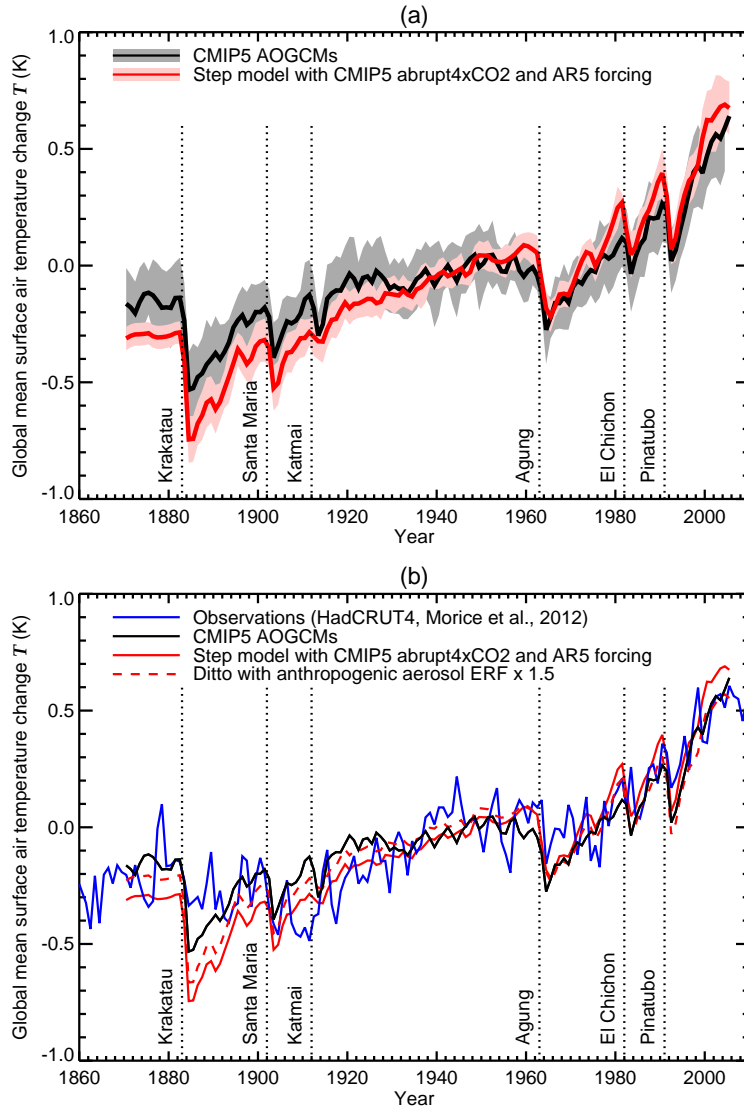 (a)
CMIP5 AOGCMs
Step model with CMIP5 abrupt4xCO2 and AR5 forcing
Global mean surface air temperature change T (K)
1.0
0.5
0.0
-0.5
-1.0
Krakatau
Santa Maria
Katmai
Agung
El Chichon
Pinatubo
1860 1880 1900 1920 1940 1960 1980 2000
Year
(b)
Observations (HadCRUT4, Morice et al., 2012)
CMIP5 AOGCMs
Step model with CMIP5 abrupt4xCO2 and AR5 forcing
Ditto with anthropogenic aerosol ERF x 1.5
Global mean surface air temperature change T (K)
1.0
0.5
0.0
-0.5
-1.0
Krakatau
Santa Maria
Katmai
Agung
El Chichon
Pinatubo
1860 1880 1900 1920 1940 1960 1980 2000
Year